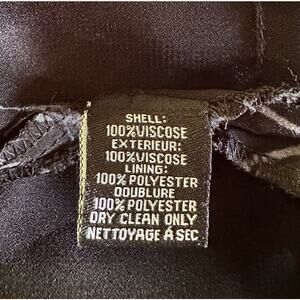 SHELL:
100%VISCOSE
EXTERIEUR:
100%VISCOSE
LINING:
100% POLYESTER
DOUBLURE
100% POLYESTER
DRY CLEAN ONLY
NETTOYAGE À SEC